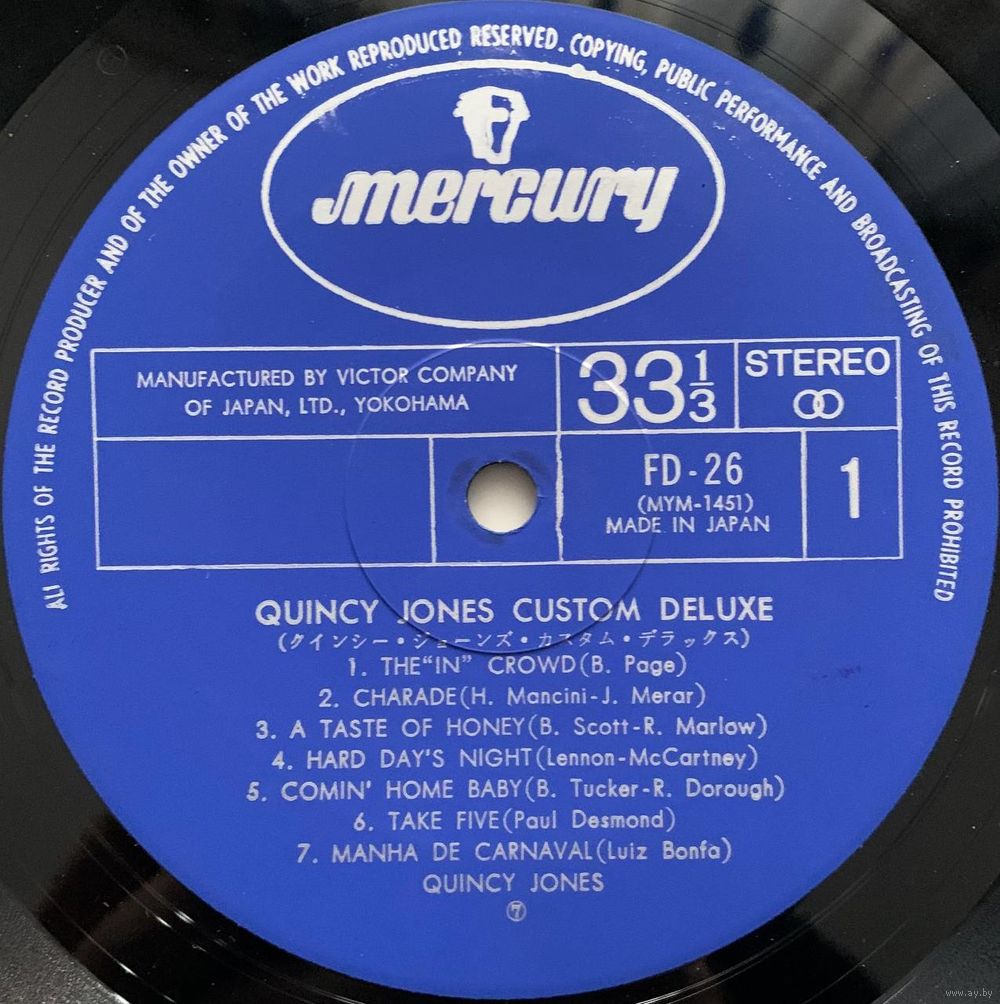 ALL RIGHTS OF THE RECORD PRODUCER AND OF THE OWNER OF THE WORK REPRODUCED RESERVED. COPYING, PUBLIC PERFORMANCE AND BROADCASTING OF THIS RECORD PROHIBITED
mercury
MANUFACTURED BY VICTOR COMPANY
OF JAPAN, LTD., YOKOHAMA
33 1/3
STEREO
FD-26
(MYM-1451)
MADE IN JAPAN
1
QUINCY JONES CUSTOM DELUXE
(クインシー・ジョーンズ・カスタム・デラックス)
1. THE“IN” CROWD(B. Page)
2. CHARADE(H. Mancini-J. Merar)
3. A TASTE OF HONEY(B. Scott-R. Marlow)
4. HARD DAY'S NIGHT(Lennon-McCartney)
5. COMIN' HOME BABY(B. Tucker-R. Dorough)
6. TAKE FIVE(Paul Desmond)
7. MANHA DE CARNAVAL(Luiz Bonfa)
QUINCY JONES
⑦
www.ay.by